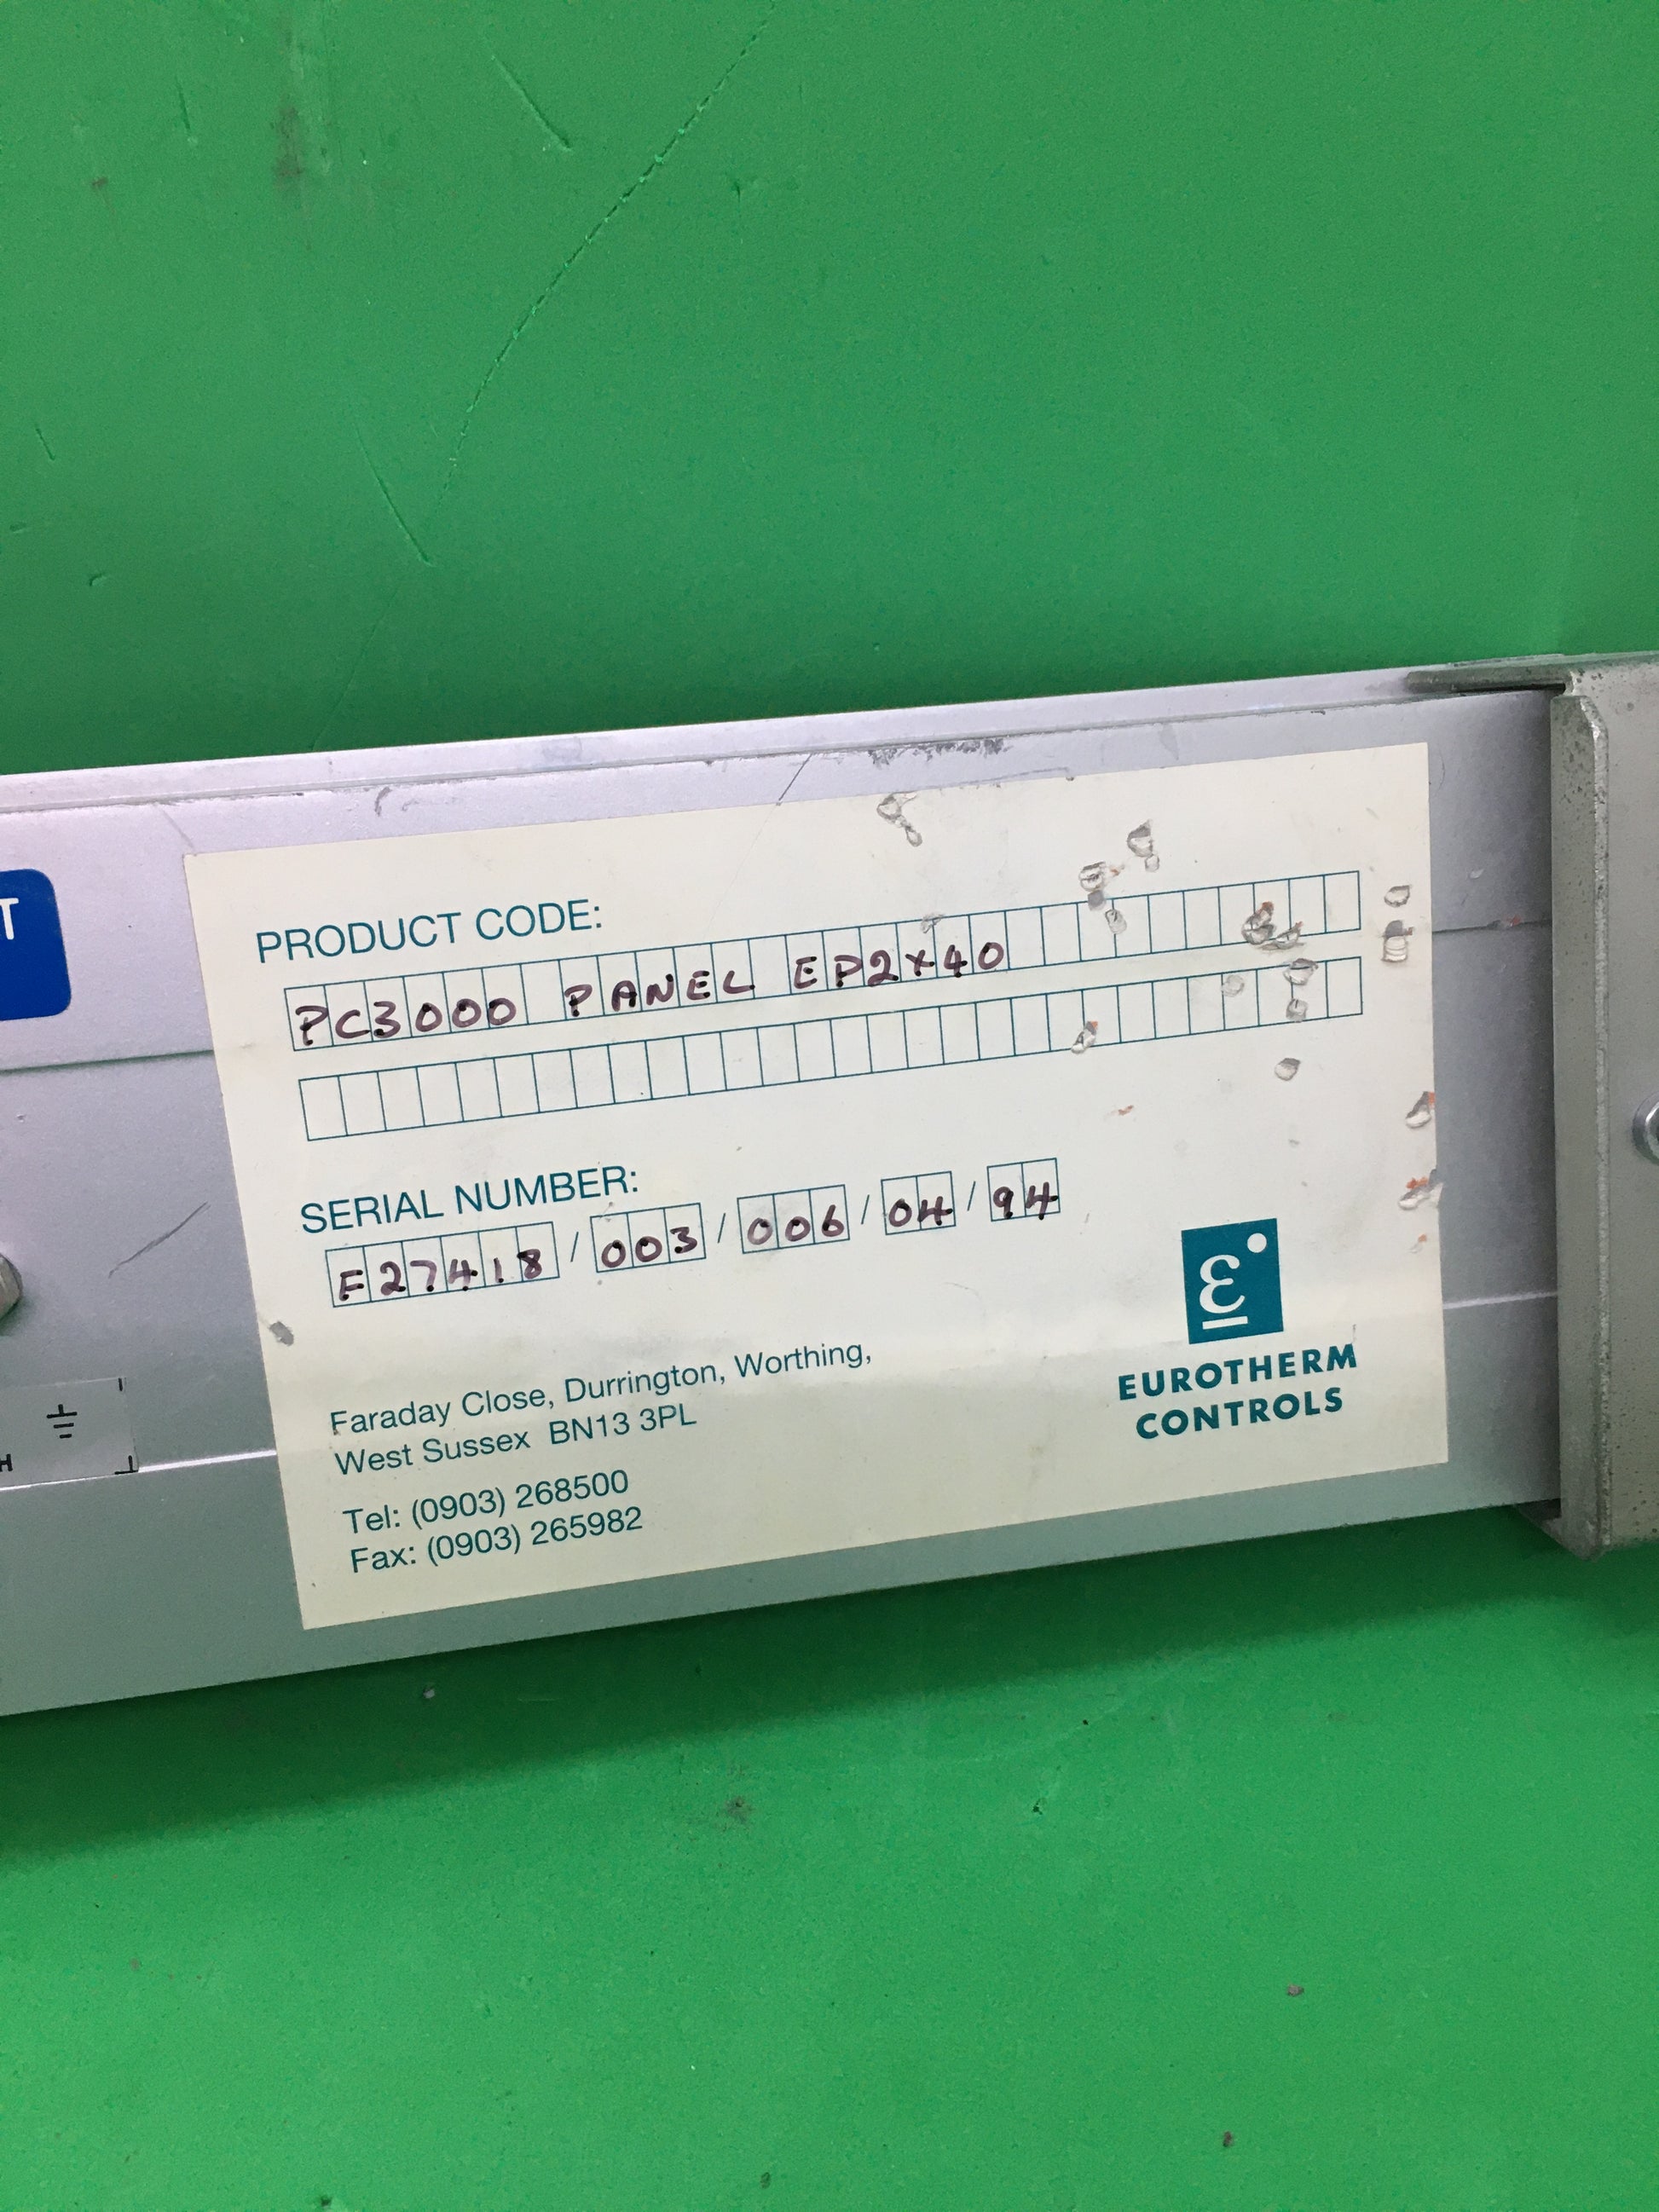 T
PRODUCT CODE:
PC3000 PANEL EP2X40
SERIAL NUMBER:
F27418 / 003 / 006 / 04 / 94
Faraday Close, Durrington, Worthing,
West Sussex BN13 3PL
Tel: (0903) 268500
Fax: (0903) 265982
EUROTHERM
CONTROLS
H